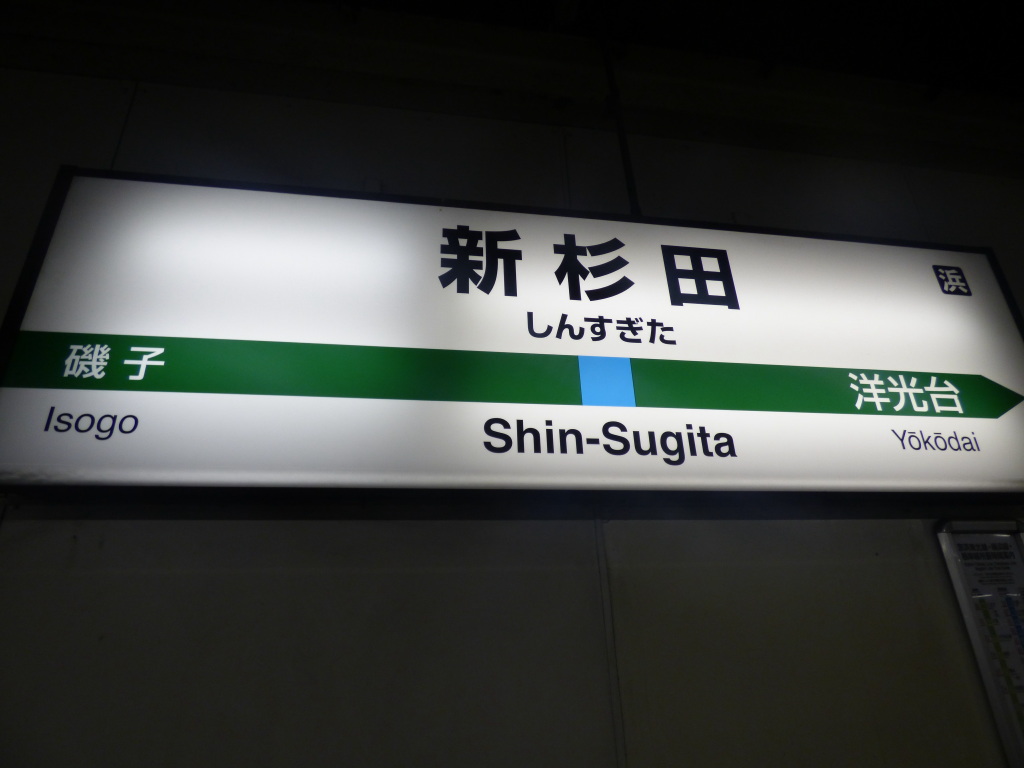 新杉田
浜
しんすぎた
磯子
洋光台
Isogo
Shin-Sugita
Yōkōdai